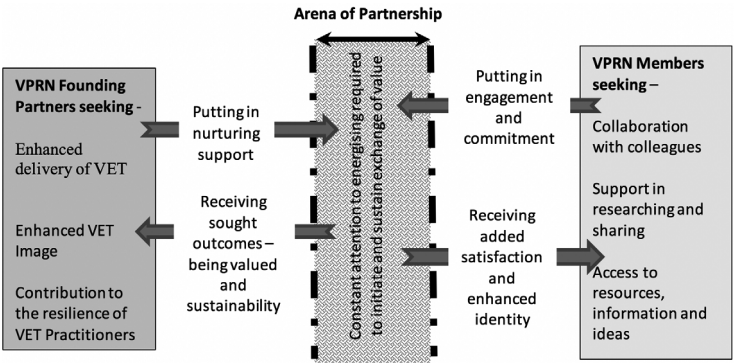 Arena of Partnership
VPRN Founding
Partners seeking -
Enhanced
delivery of VET
Enhanced VET
Image
Contribution to
the resilience of
VET Practitioners
Putting in
nurturing
support
Receiving
sought
outcomes –
being valued
and
sustainability
Constant attention to energising required
to initiate and sustain exchange of value
Putting in
engagement
and
commitment
Receiving
added
satisfaction
and
enhanced
identity
VPRN Members
seeking –
Collaboration
with colleagues
Support in
researching and
sharing
Access to
resources,
information and
ideas